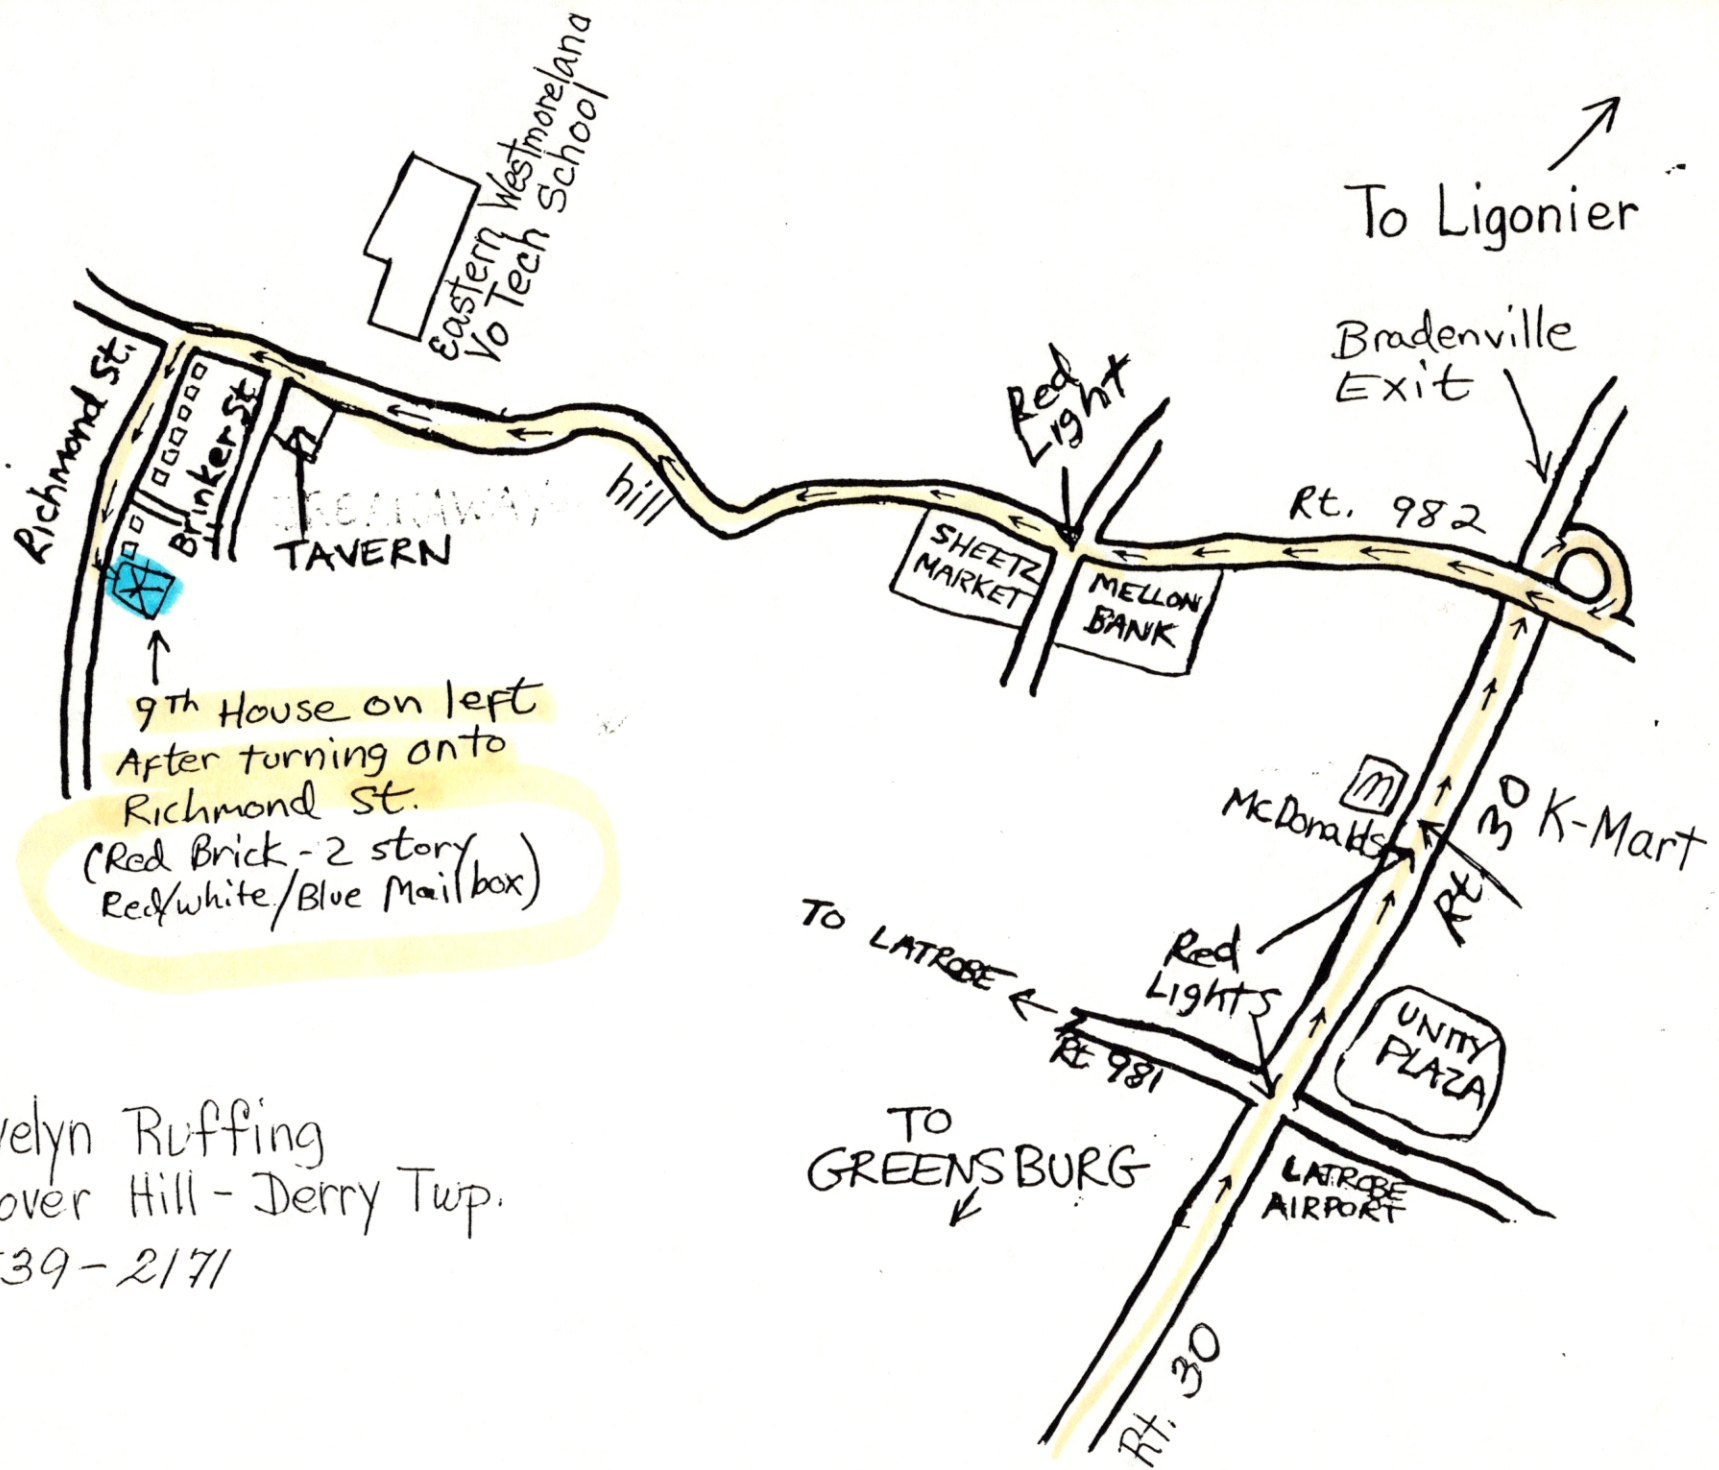 Eastern Westmoreland
Vo Tech School
To Ligonier
Bradenville
Exit
Red
Light
Rt. 982
Richmond St.
Brinker St
TAVERN
hill
SHEETZ
MARKET
MELLON
BANK
9TH House on left
After turning onto
Richmond St.
(Red Brick - 2 story
Red/white/Blue Mailbox)
m
McDonalds
Rt 30
K-Mart
Red
Lights
TO LATROBE
Rt 981
UNITY
PLAZA
TO
GREENSBURG
LATROBE
AIRPORT
Rt. 30
velyn Ruffing
over Hill - Derry Twp.
39-2171